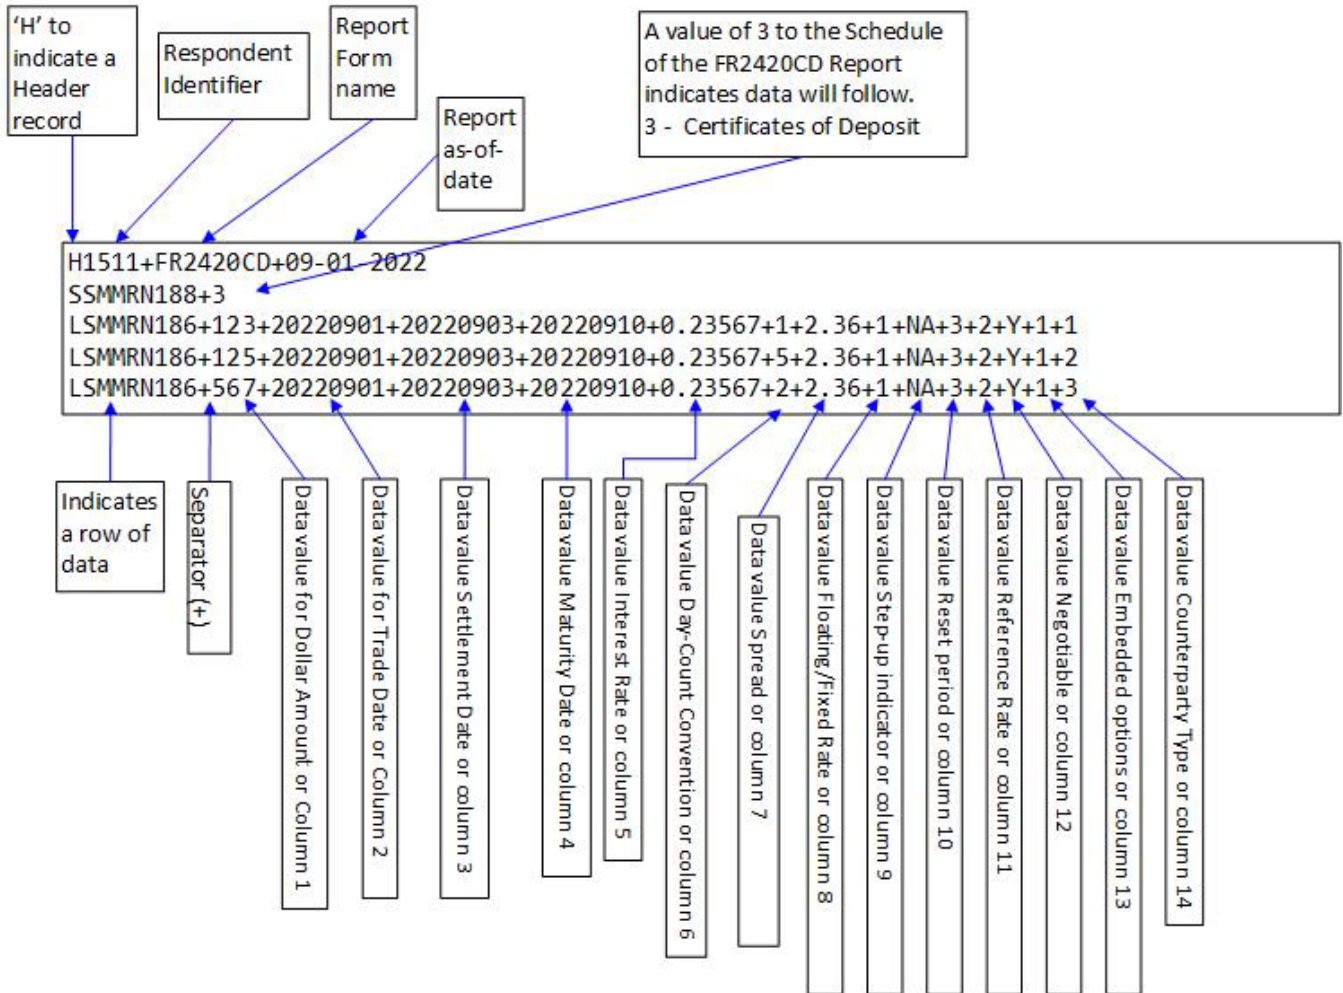 ‘H’ to
indicate a
Header
record
Respondent
Identifier
Report
Form
name
Report
as-of-
date
A value of 3 to the Schedule
of the FR2420CD Report
indicates data will follow.
3 - Certificates of Deposit
H1511+FR2420CD+09-01-2022
SSMMRN188+3
LSMMRN186+123+20220901+20220903+20220910+0.23567+1+2.36+1+NA+3+2+Y+1+1
LSMMRN186+125+20220901+20220903+20220910+0.23567+5+2.36+1+NA+3+2+Y+1+2
LSMMRN186+567+20220901+20220903+20220910+0.23567+2+2.36+1+NA+3+2+Y+1+3
Indicates
a row of
data
Separator (+)
Data value for Dollar Amount or Column 1
Data value for Trade Date or Column 2
Data value Settlement Date or column 3
Data value Maturity Date or column 4
Data value Interest Rate or column 5
Data value Day-Count Convention or column 6
Data value Spread or column 7
Data value Floating/Fixed Rate or column 8
Data value Step-up indicator or column 9
Data value Reset period or column 10
Data value Reference Rate or column 11
Data value Negotiable or column 12
Data value Embedded options or column 13
Data value Counterparty Type or column 14